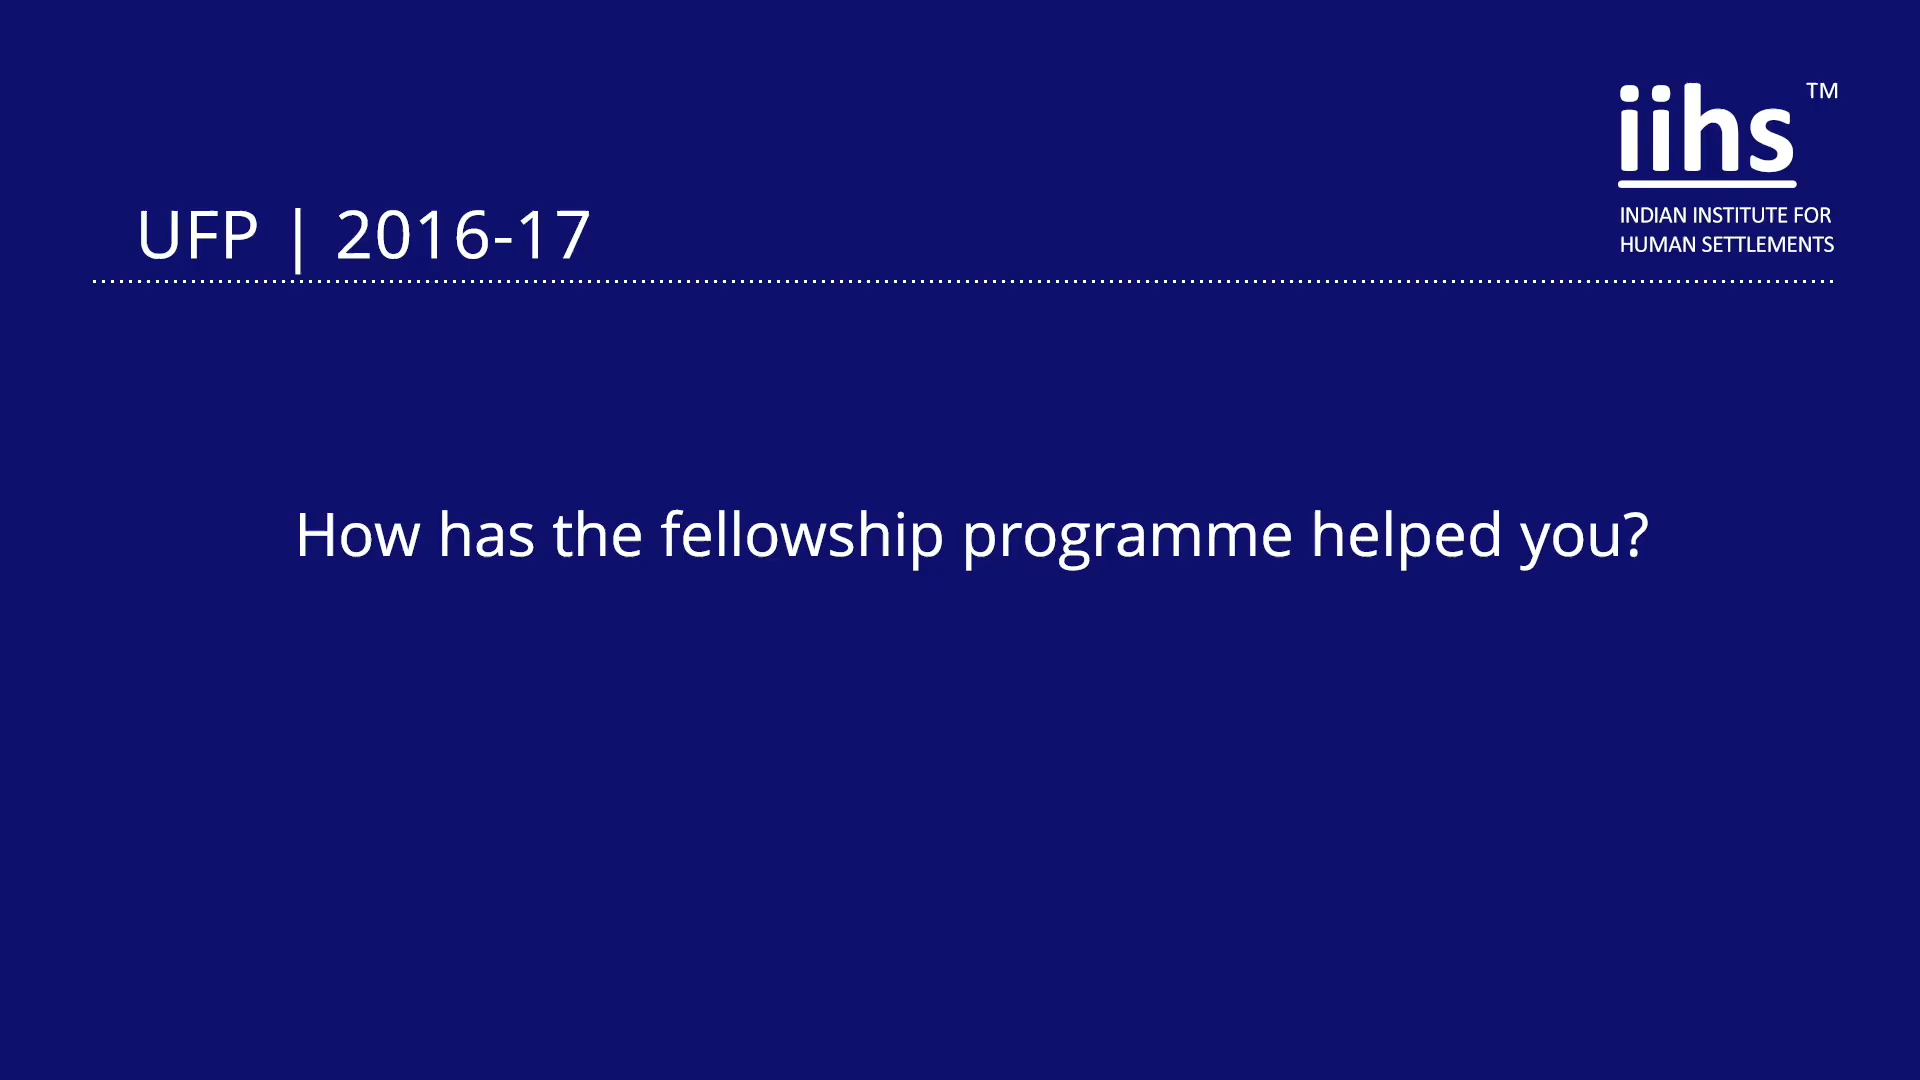 iihs™
INDIAN INSTITUTE FOR
HUMAN SETTLEMENTS
UFP | 2016-17
How has the fellowship programme helped you?